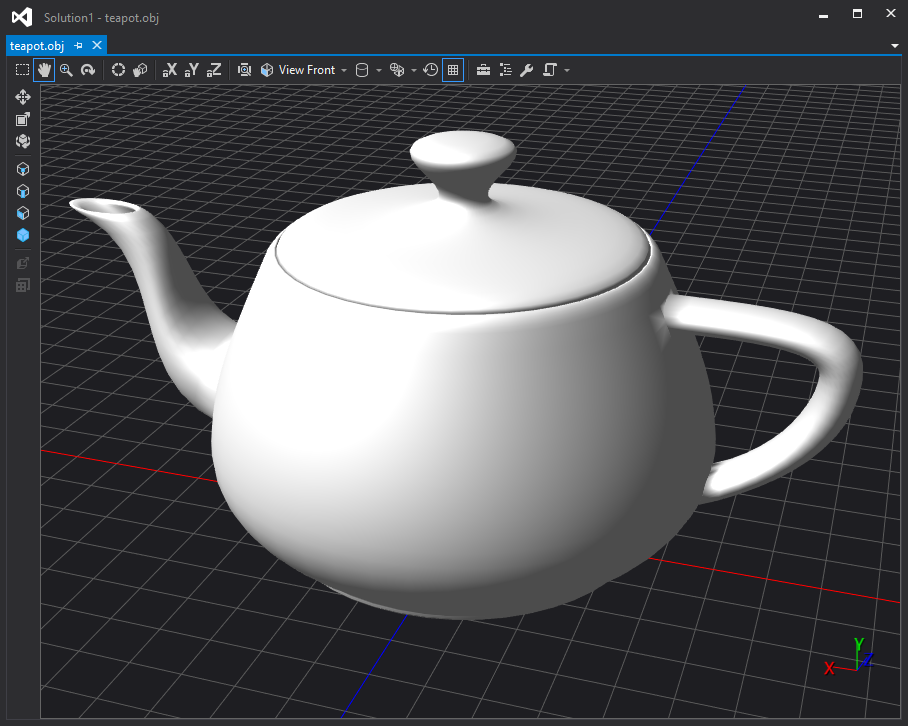 Solution1 - teapot.obj
teapot.obj
X Y Z View Front
Y
X Z